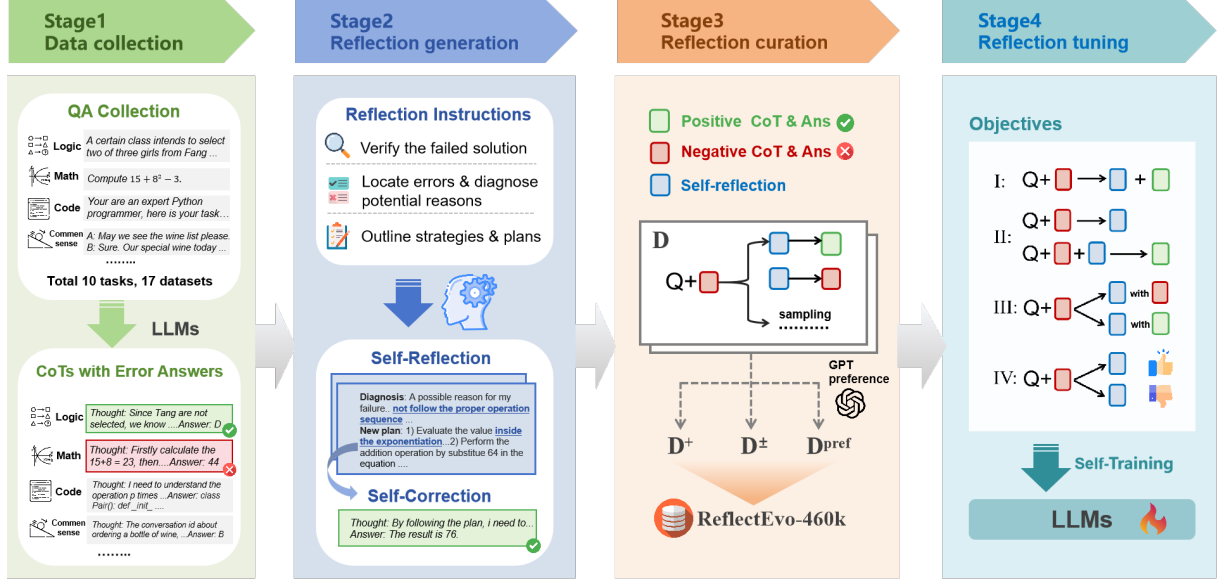 Stage1
Data collection
Stage2
Reflection generation
Stage3
Reflection curation
Stage4
Reflection tuning
QA Collection
Logic
A certain class intends to select
two of three girls from Fang ...
Math
Compute 15 + 8² − 3.
Code
Your are an expert Python
programmer, here is your task…
Commen
sense
A: May we see the wine list please.
B: Sure. Our special wine today ...
........
Total 10 tasks, 17 datasets
LLMs
CoTs with Error Answers
Logic
Thought: Since Tang are not
selected, we know ....Answer: D
Math
Thought: Firstly calculate the
15+8 = 23, then....Answer: 44
Code
Thought: I need to understand the
operation p times ...Answer: class
Pair(): def _init_ ....
Commen
sense
Thought: The conversation id about
ordering a bottle of wine, ...Answer: B
........
Reflection Instructions
Verify the failed solution
Locate errors & diagnose
potential reasons
Outline strategies & plans
Self-Reflection
Diagnosis: A possible reason for my
failure.. not follow the proper operation
sequence ...
New plan: 1) Evaluate the value inside
the exponentiation...2) Perform the
addition operation by substitue 64 in the
equation ....
Self-Correction
Thought: By following the plan, i need to...
Answer: The result is 76.
Positive CoT & Ans
Negative CoT & Ans
Self-reflection
D
Q+
sampling
..........
GPT
preference
D⁺
D±
Dpref
ReflectEvo-460k
Objectives
I: Q+ +
II: Q+
Q+ +
III: Q+ with
with
IV: Q+
Self-Training
LLMs